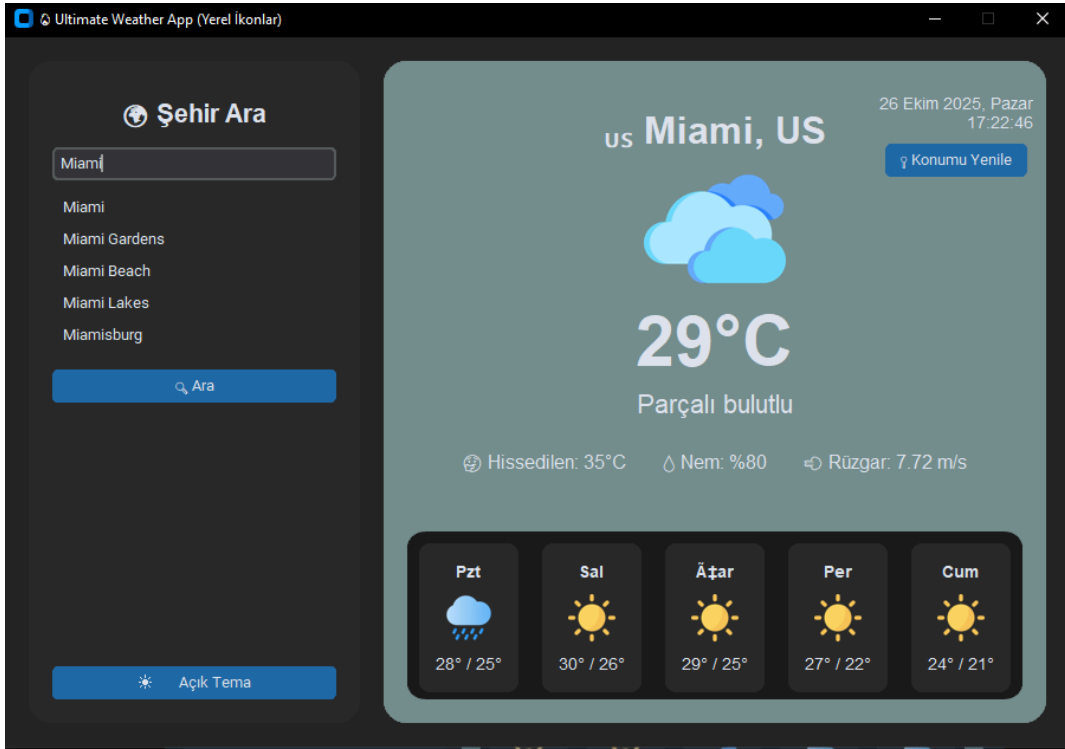 Ultimate Weather App (Yerel İkonlar)
Şehir Ara
Miami
Miami
Miami Gardens
Miami Beach
Miami Lakes
Miamisburg
Ara
Açık Tema
26 Ekim 2025, Pazar
17:22:46
Konumu Yenile
US Miami, US
29°C
Parçalı bulutlu
Hissedilen: 35°C Nem: %80 Rüzgar: 7.72 m/s
Pzt Sal Ã‡ar Per Cum
28° / 25° 30° / 26° 29° / 25° 27° / 22° 24° / 21°